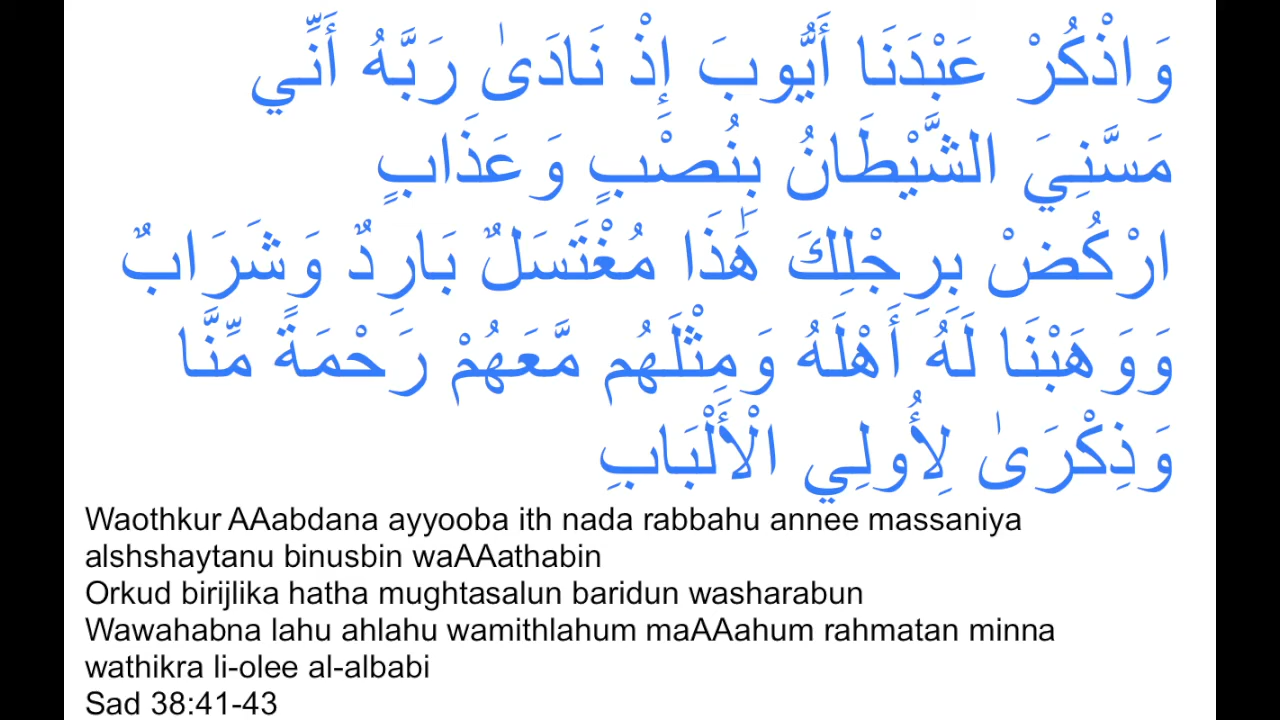 وَاذْكُرْ عَبْدَنَا أَيُّوبَ إِذْ نَادَىٰ رَبَّهُ أَنِّي
مَسَّنِيَ الشَّيْطَانُ بِنُصْبٍ وَعَذَابٍ
ارْكُضْ بِرِجْلِكَ هَٰذَا مُغْتَسَلٌ بَارِدٌ وَشَرَابٌ
وَوَهَبْنَا لَهُ أَهْلَهُ وَمِثْلَهُم مَّعَهُمْ رَحْمَةً مِّنَّا
وَذِكْرَىٰ لِأُولِي الْأَلْبَابِ
Waothkur AAabdana ayyooba ith nada rabbahu annee massaniya
alshshaytanu binusbin waAAathabin
Orkud birijlika hatha mughtasalun baridun washarabun
Wawahabna lahu ahlahu wamithlahum maAAahum rahmatan minna
wathikra li-olee al-albabi
Sad 38:41-43